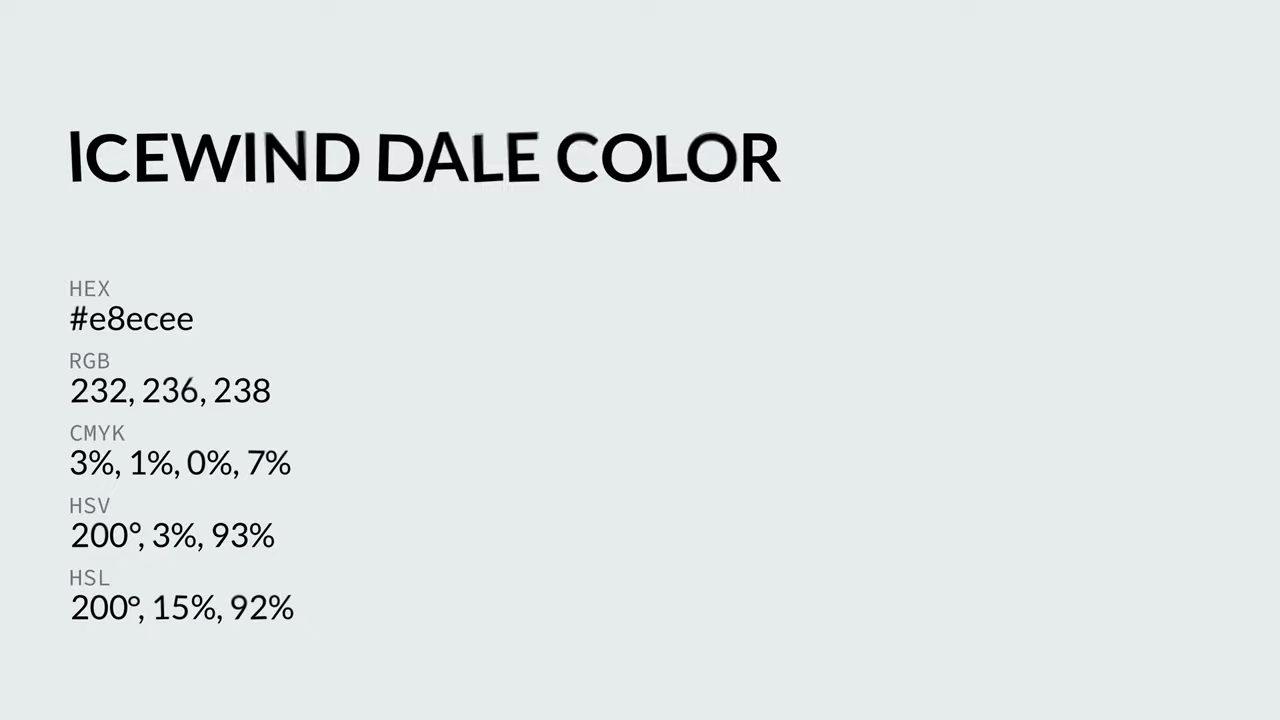 ICEWIND DALE COLOR
HEX
#e8ecee
RGB
232, 236, 238
CMYK
3%, 1%, 0%, 7%
HSV
200°, 3%, 93%
HSL
200°, 15%, 92%